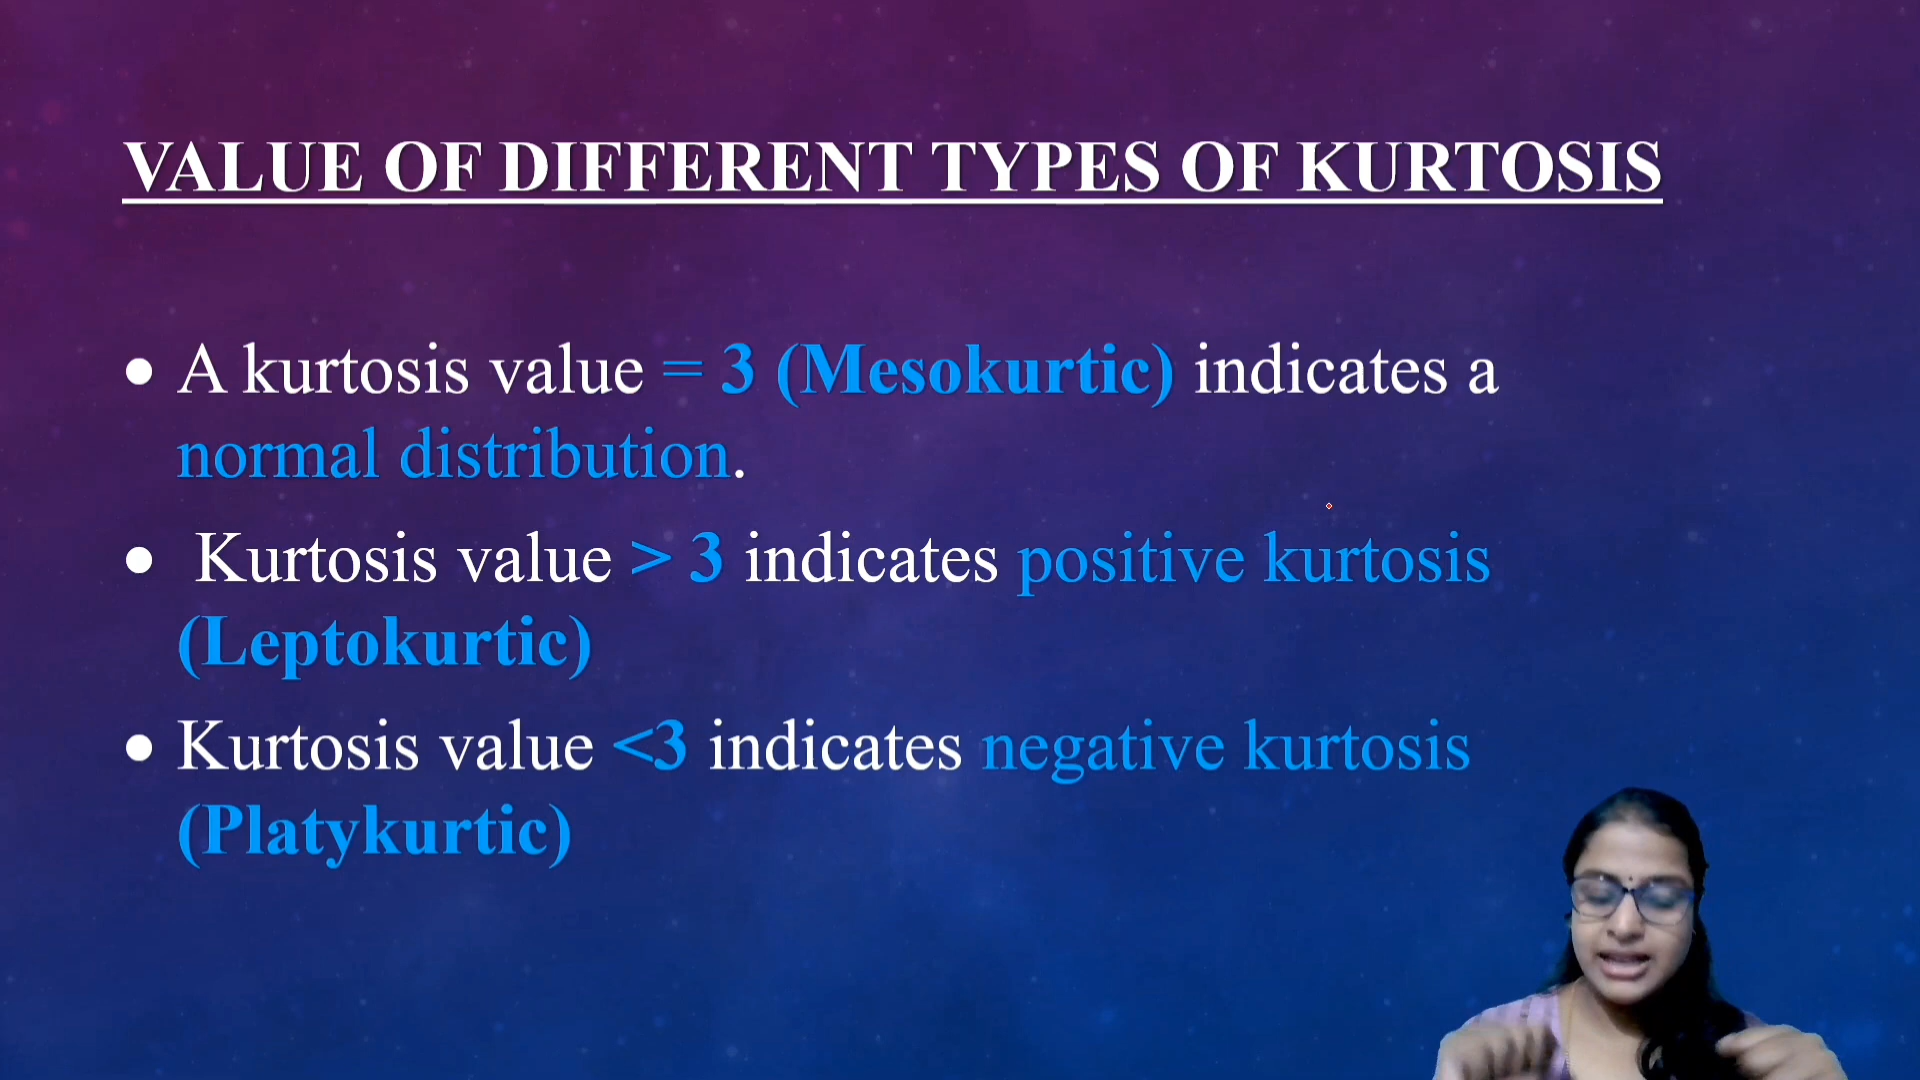 VALUE OF DIFFERENT TYPES OF KURTOSIS
• A kurtosis value = 3 (Mesokurtic) indicates a
normal distribution.
• Kurtosis value > 3 indicates positive kurtosis
(Leptokurtic)
• Kurtosis value <3 indicates negative kurtosis
(Platykurtic)